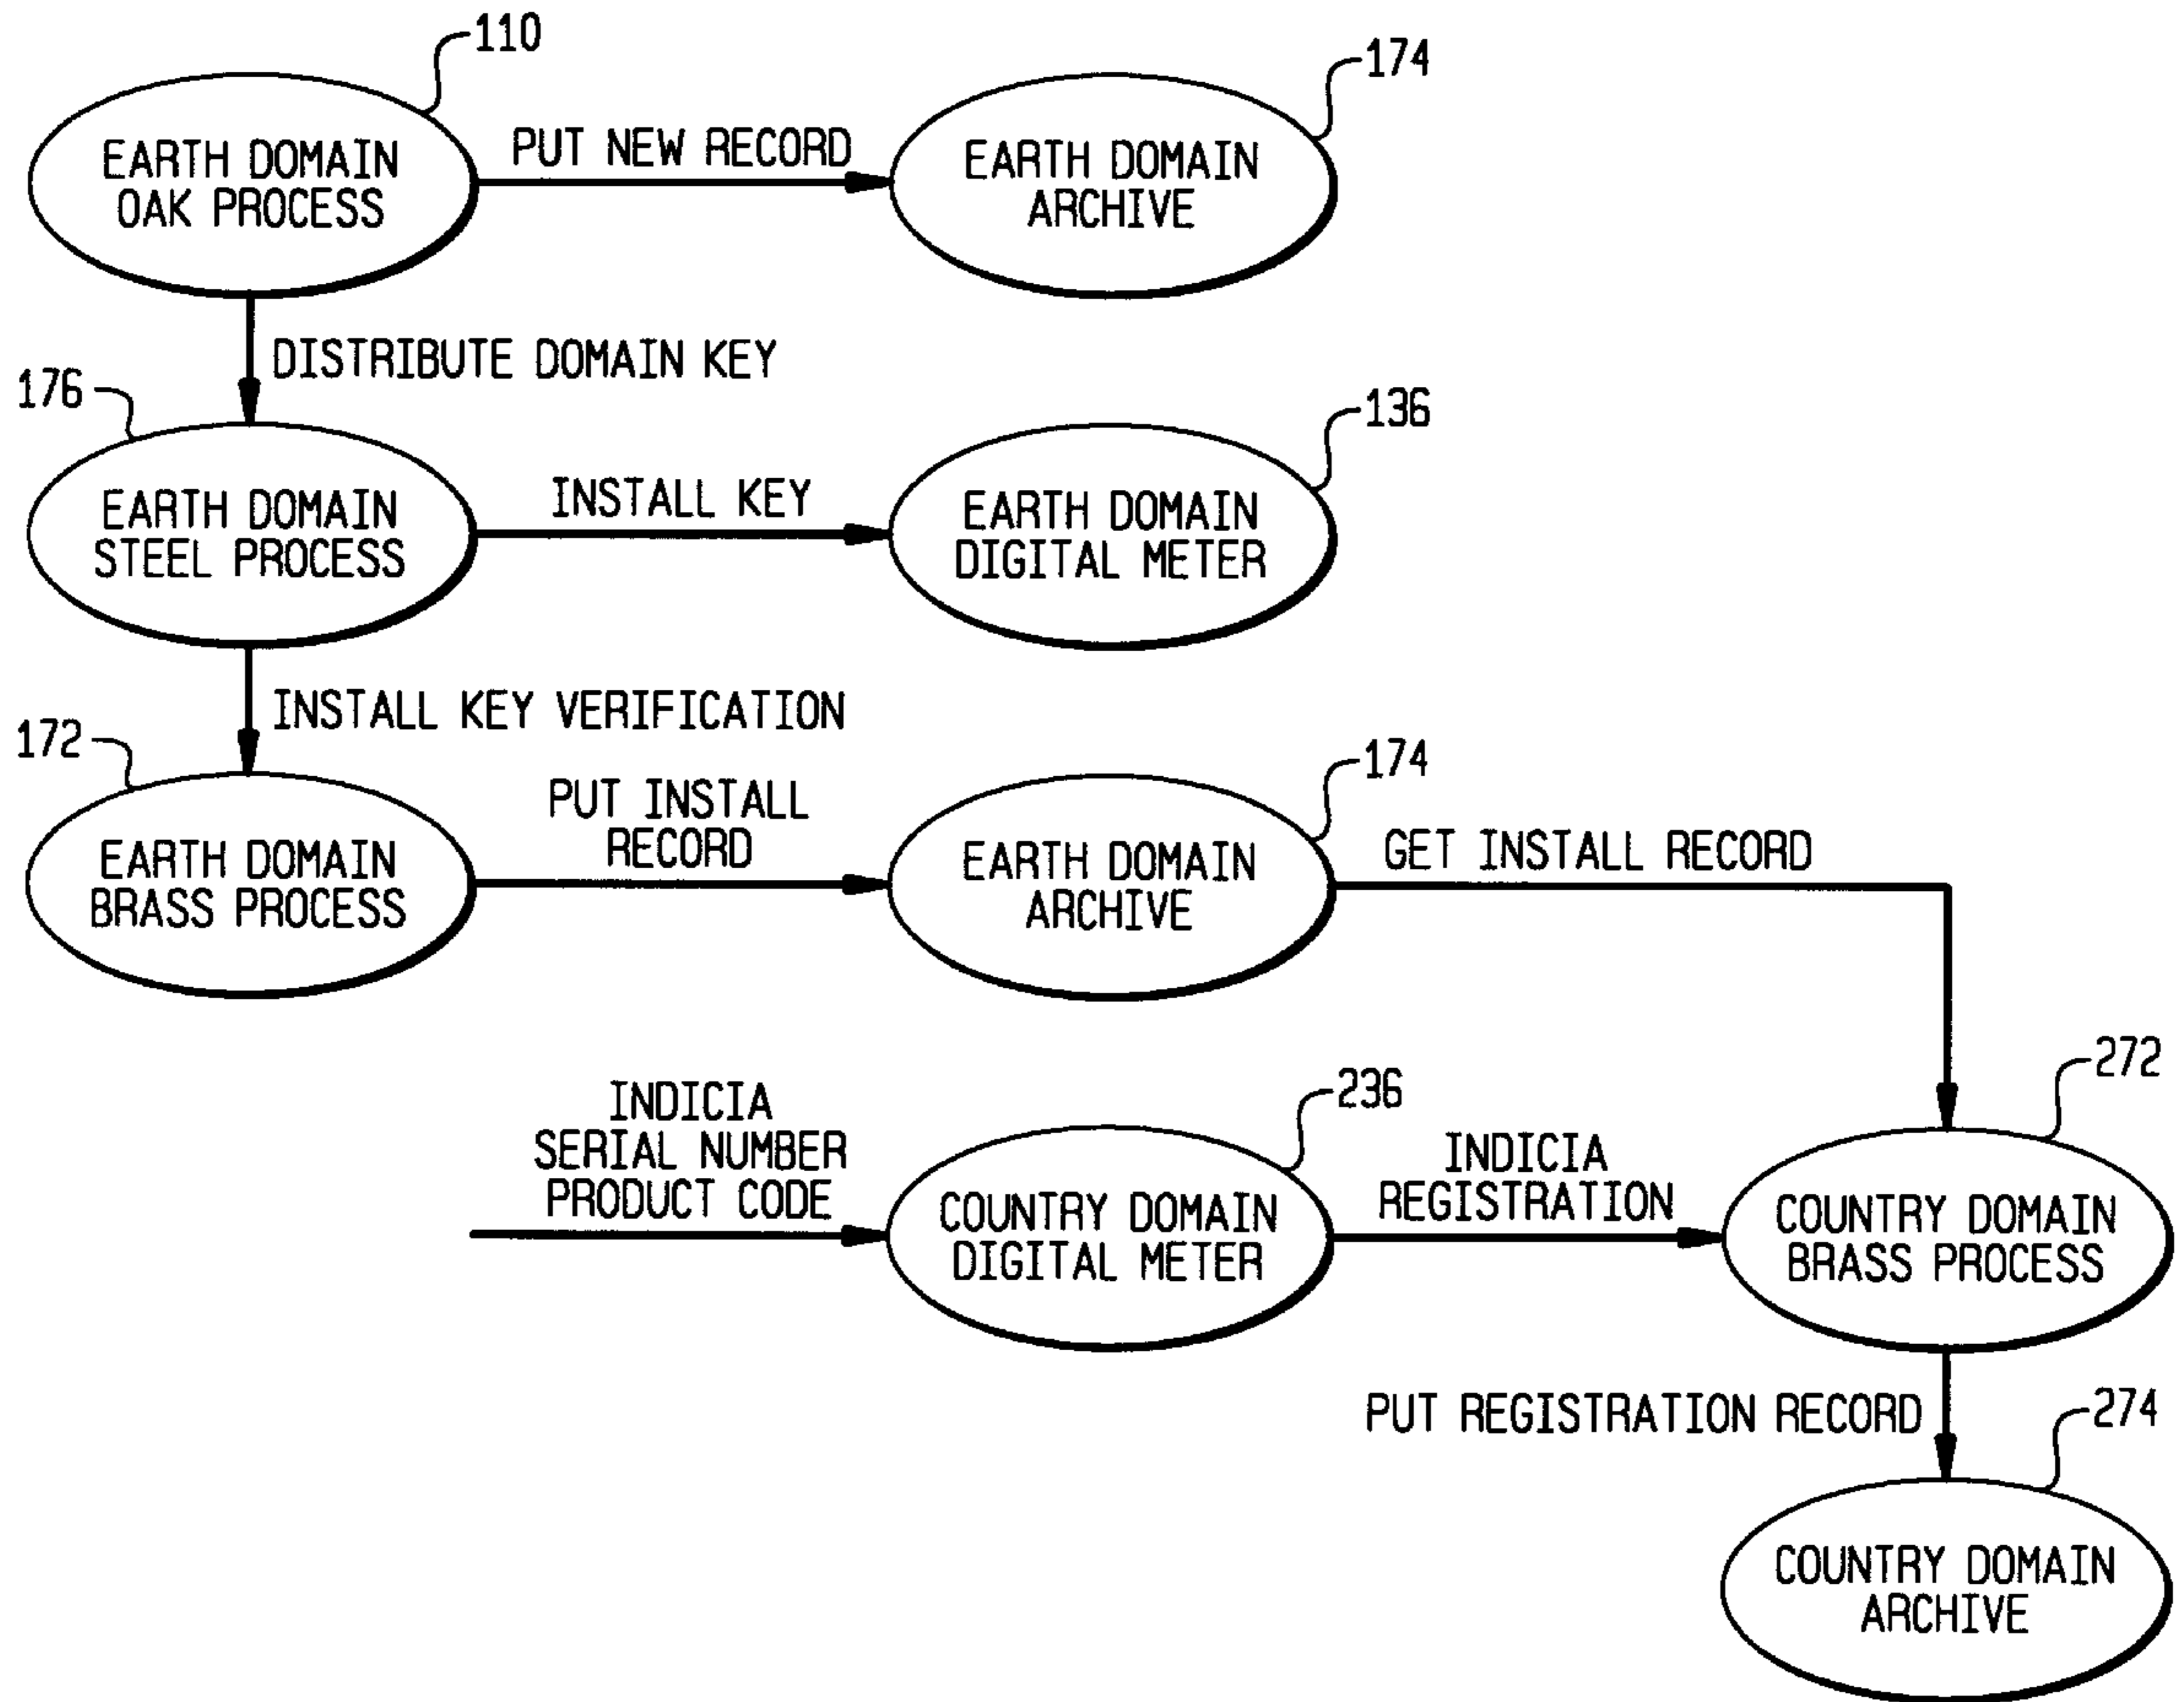 110
174
EARTH DOMAIN
OAK PROCESS
PUT NEW RECORD
EARTH DOMAIN
ARCHIVE
DISTRIBUTE DOMAIN KEY
176
136
EARTH DOMAIN
STEEL PROCESS
INSTALL KEY
EARTH DOMAIN
DIGITAL METER
INSTALL KEY VERIFICATION
172
174
EARTH DOMAIN
BRASS PROCESS
PUT INSTALL
RECORD
EARTH DOMAIN
ARCHIVE
GET INSTALL RECORD
272
INDICIA
SERIAL NUMBER
PRODUCT CODE
236
COUNTRY DOMAIN
DIGITAL METER
INDICIA
REGISTRATION
COUNTRY DOMAIN
BRASS PROCESS
PUT REGISTRATION RECORD
274
COUNTRY DOMAIN
ARCHIVE